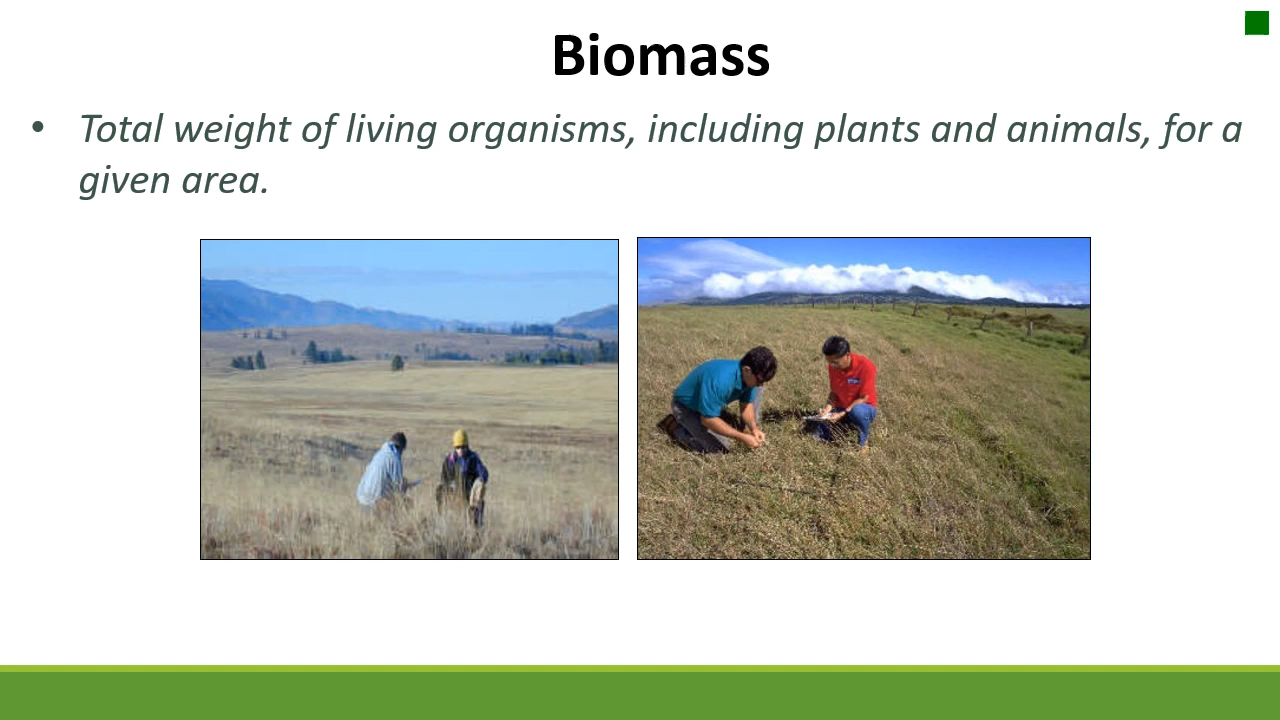 Biomass
• Total weight of living organisms, including plants and animals, for a
given area.